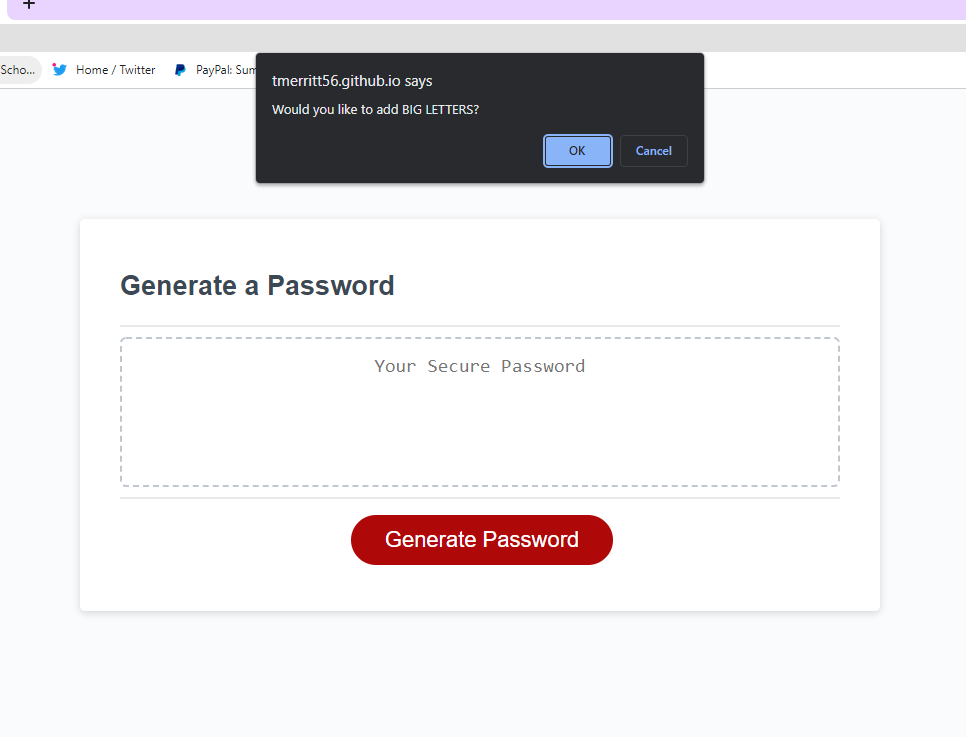 +
Scho... Home / Twitter PayPal: Sum
tmerritt56.github.io says
Would you like to add BIG LETTERS?
OK Cancel
Generate a Password
Your Secure Password
Generate Password